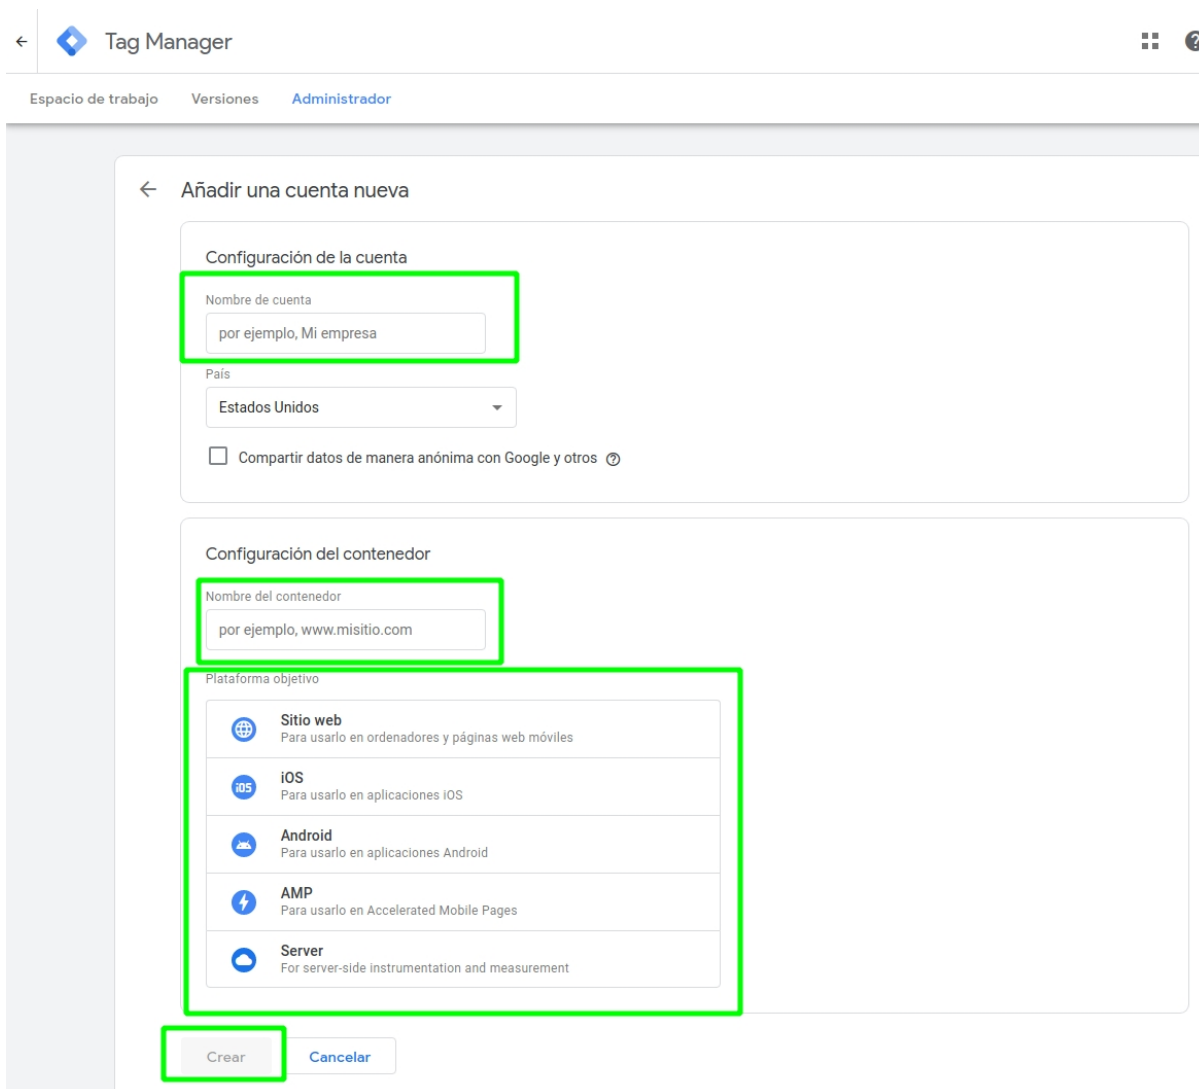 Tag Manager
Espacio de trabajo Versiones Administrador
Añadir una cuenta nueva
Configuración de la cuenta
Nombre de cuenta
por ejemplo, Mi empresa
País
Estados Unidos
Compartir datos de manera anónima con Google y otros
Configuración del contenedor
Nombre del contenedor
por ejemplo, www.misitio.com
Plataforma objetivo
Sitio web
Para usarlo en ordenadores y páginas web móviles
iOS
iOS
Para usarlo en aplicaciones iOS
Android
Para usarlo en aplicaciones Android
AMP
Para usarlo en Accelerated Mobile Pages
Server
For server-side instrumentation and measurement
Crear Cancelar